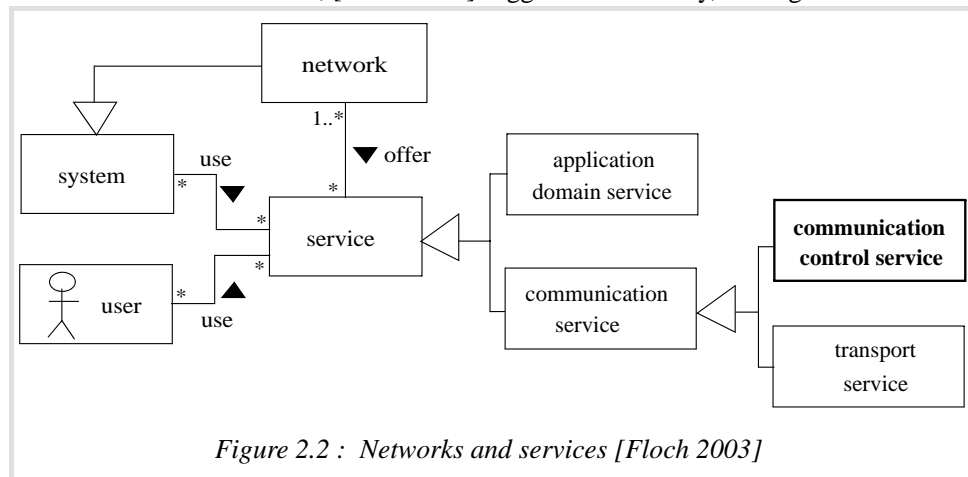 network
1..*
▼ offer
*
system
use
*
▼
*
service
application
domain service
communication
control service
user
*
▲
*
use
communication
service
transport
service
Figure 2.2 : Networks and services [Floch 2003]